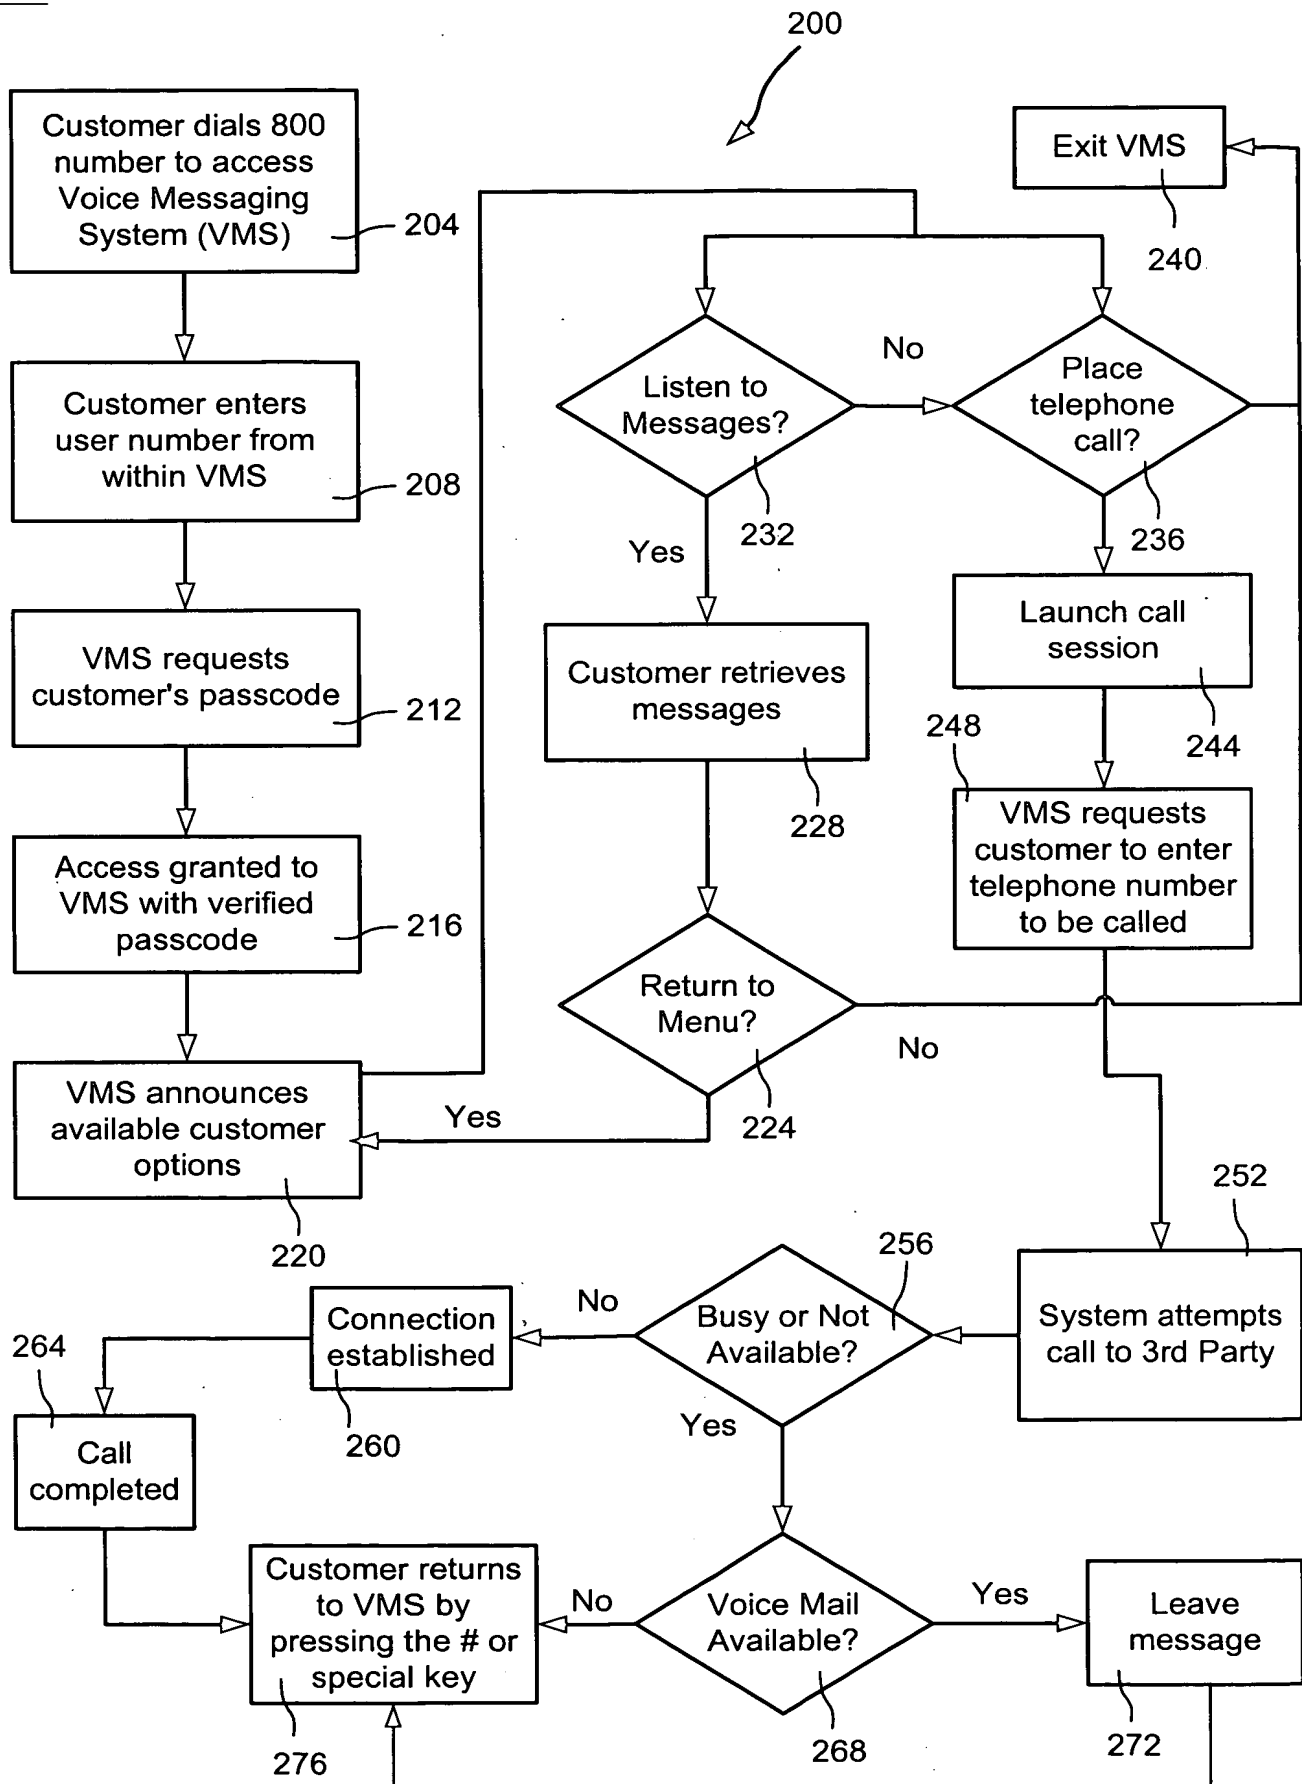 200
Customer dials 800
number to access
Voice Messaging
System (VMS)
204
Customer enters
user number from
within VMS
208
VMS requests
customer's passcode
212
Access granted to
VMS with verified
passcode
216
VMS announces
available customer
options
220
Exit VMS
240
Listen to
Messages?
232
No
Place
telephone
call?
236
Yes
Customer retrieves
messages
228
Launch call
session
244
248
VMS requests
customer to enter
telephone number
to be called
Return to
Menu?
224
No
Yes
252
System attempts
call to 3rd Party
256
Busy or Not
Available?
No
Connection
established
260
264
Call
completed
Yes
Voice Mail
Available?
268
No
Yes
Leave
message
272
Customer returns
to VMS by
pressing the # or
special key
276